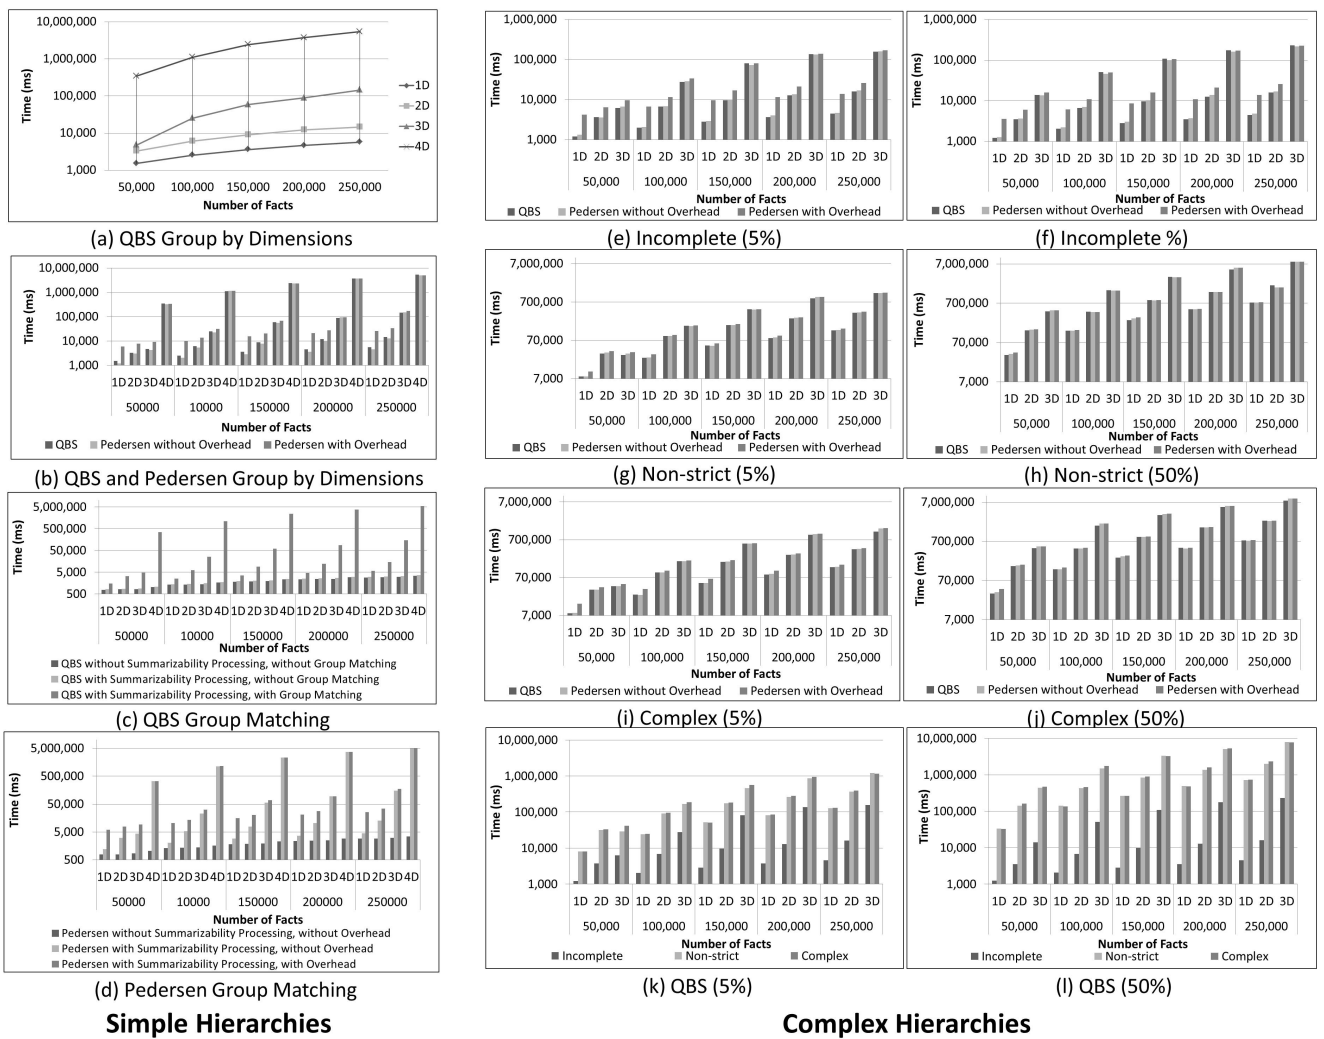 10,000,000
1,000,000
100,000
10,000
1,000
Time (ms)
1D
2D
3D
4D
50,000 100,000 150,000 200,000 250,000
Number of Facts
(a) QBS Group by Dimensions
10,000,000
1,000,000
100,000
10,000
1,000
Time (ms)
1D 2D 3D 4D 1D 2D 3D 4D 1D 2D 3D 4D 1D 2D 3D 4D 1D 2D 3D 4D
50000 10000 150000 200000 250000
Number of Facts
QBS Pedersen without Overhead Pedersen with Overhead
(b) QBS and Pedersen Group by Dimensions
5,000,000
500,000
50,000
5,000
500
Time (ms)
1D 2D 3D 4D 1D 2D 3D 4D 1D 2D 3D 4D 1D 2D 3D 4D 1D 2D 3D 4D
50000 10000 150000 200000 250000
Number of Facts
QBS without Summarizability Processing, without Group Matching
QBS with Summarizability Processing, without Group Matching
QBS with Summarizability Processing, with Group Matching
(c) QBS Group Matching
5,000,000
500,000
50,000
5,000
500
Time (ms)
1D 2D 3D 4D 1D 2D 3D 4D 1D 2D 3D 4D 1D 2D 3D 4D 1D 2D 3D 4D
50000 10000 150000 200000 250000
Number of Facts
Pedersen without Summarizability Processing, without Overhead
Pedersen with Summarizability Processing, without Overhead
Pedersen with Summarizability Processing, with Overhead
(d) Pedersen Group Matching
Simple Hierarchies
1,000,000
100,000
10,000
1,000
Time (ms)
1D 2D 3D 1D 2D 3D 1D 2D 3D 1D 2D 3D 1D 2D 3D
50,000 100,000 150,000 200,000 250,000
Number of Facts
QBS Pedersen without Overhead Pedersen with Overhead
(e) Incomplete (5%)
1,000,000
100,000
10,000
1,000
Time (ms)
1D 2D 3D 1D 2D 3D 1D 2D 3D 1D 2D 3D 1D 2D 3D
50,000 100,000 150,000 200,000 250,000
Number of Facts
QBS Pedersen without Overhead Pedersen with Overhead
(f) Incomplete %)
7,000,000
700,000
70,000
7,000
Time (ms)
1D 2D 3D 1D 2D 3D 1D 2D 3D 1D 2D 3D 1D 2D 3D
50,000 100,000 150,000 200,000 250,000
Number of Facts
QBS Pedersen without Overhead Pedersen with Overhead
(g) Non-strict (5%)
7,000,000
700,000
70,000
7,000
Time (ms)
1D 2D 3D 1D 2D 3D 1D 2D 3D 1D 2D 3D 1D 2D 3D
50,000 100,000 150,000 200,000 250,000
Number of Facts
QBS Pedersen without Overhead Pedersen with Overhead
(h) Non-strict (50%)
7,000,000
700,000
70,000
7,000
Time (ms)
1D 2D 3D 1D 2D 3D 1D 2D 3D 1D 2D 3D 1D 2D 3D
50,000 100,000 150,000 200,000 250,000
Number of Facts
QBS Pedersen without Overhead Pedersen with Overhead
(i) Complex (5%)
7,000,000
700,000
70,000
7,000
Time (ms)
1D 2D 3D 1D 2D 3D 1D 2D 3D 1D 2D 3D 1D 2D 3D
50,000 100,000 150,000 200,000 250,000
Number of Facts
QBS Pedersen without Overhead Pedersen with Overhead
(j) Complex (50%)
10,000,000
1,000,000
100,000
10,000
1,000
Time (ms)
1D 2D 3D 1D 2D 3D 1D 2D 3D 1D 2D 3D 1D 2D 3D
50,000 100,000 150,000 200,000 250,000
Number of Facts
Incomplete Non-strict Complex
(k) QBS (5%)
10,000,000
1,000,000
100,000
10,000
1,000
Time (ms)
1D 2D 3D 1D 2D 3D 1D 2D 3D 1D 2D 3D 1D 2D 3D
50,000 100,000 150,000 200,000 250,000
Number of Facts
Incomplete Non-strict Complex
(l) QBS (50%)
Complex Hierarchies